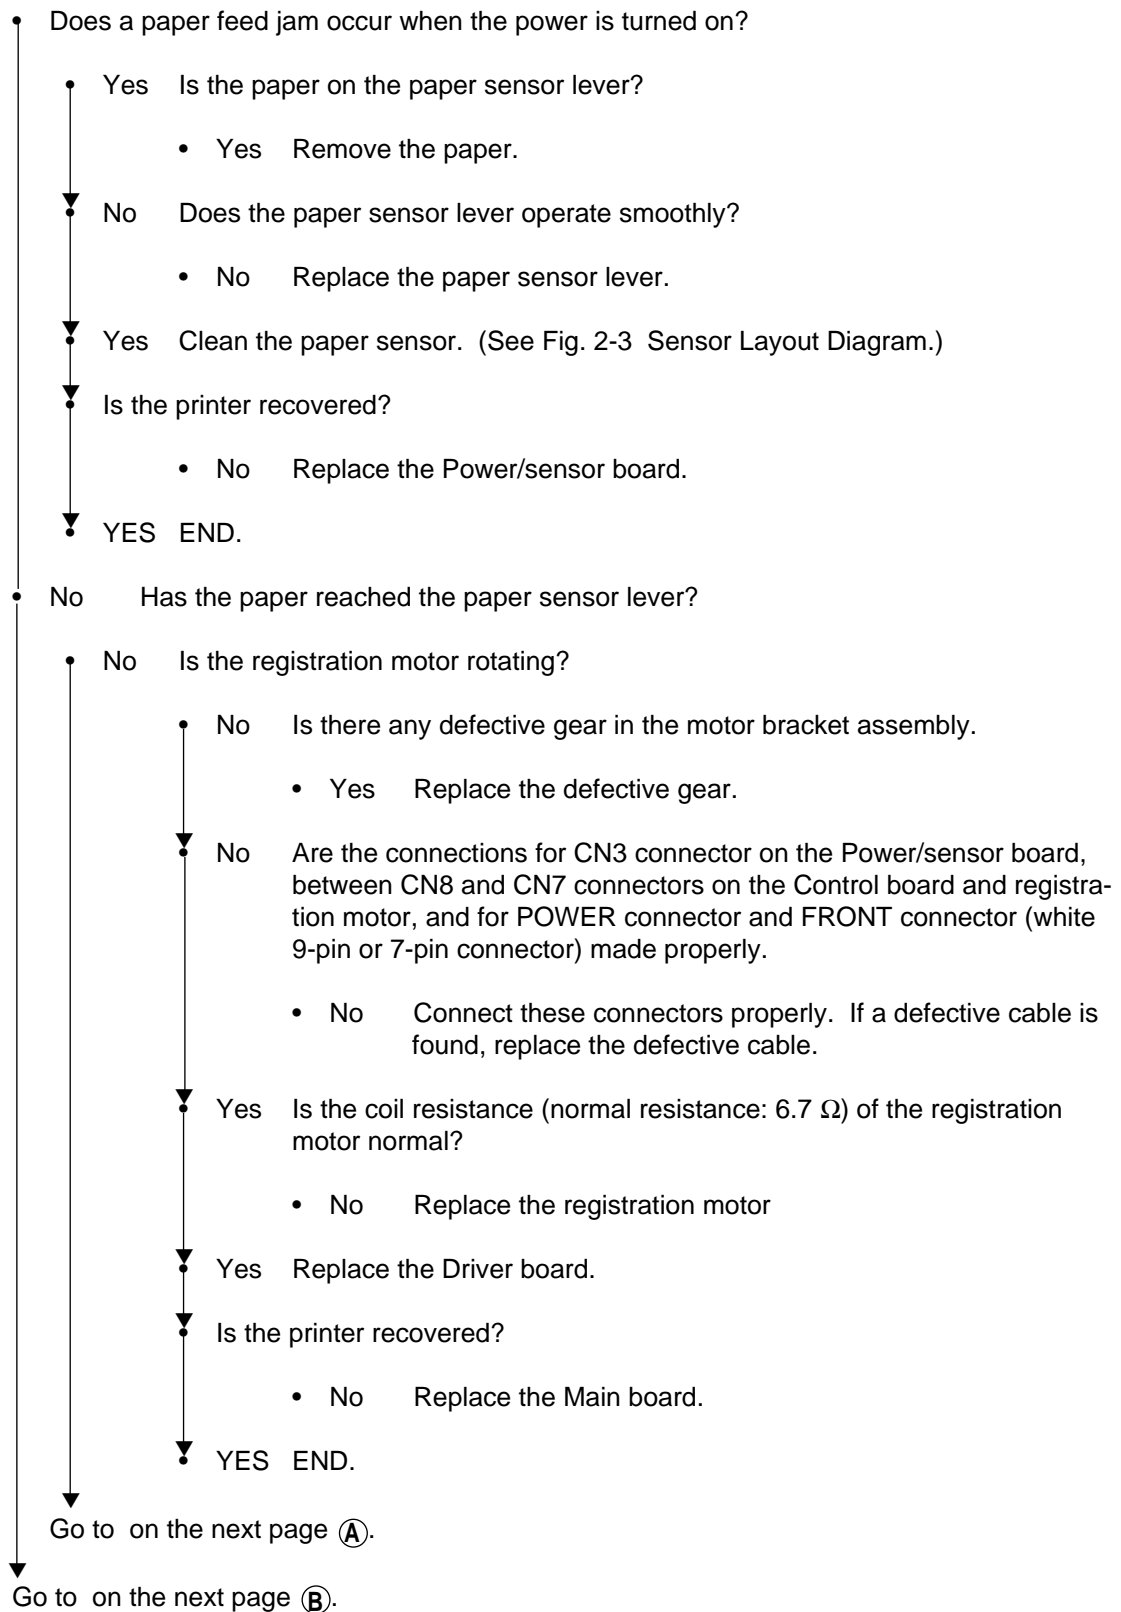 • Does a paper feed jam occur when the power is turned on?
• Yes Is the paper on the paper sensor lever?
• Yes Remove the paper.
• No Does the paper sensor lever operate smoothly?
• No Replace the paper sensor lever.
• Yes Clean the paper sensor. (See Fig. 2-3 Sensor Layout Diagram.)
• Is the printer recovered?
• No Replace the Power/sensor board.
• YES END.
• No Has the paper reached the paper sensor lever?
• No Is the registration motor rotating?
• No Is there any defective gear in the motor bracket assembly.
• Yes Replace the defective gear.
• No Are the connections for CN3 connector on the Power/sensor board,
between CN8 and CN7 connectors on the Control board and registra-
tion motor, and for POWER connector and FRONT connector (white
9-pin or 7-pin connector) made properly.
• No Connect these connectors properly. If a defective cable is
found, replace the defective cable.
• Yes Is the coil resistance (normal resistance: 6.7 Ω) of the registration
motor normal?
• No Replace the registration motor
• Yes Replace the Driver board.
• Is the printer recovered?
• No Replace the Main board.
• YES END.
Go to on the next page Ⓐ.
Go to on the next page Ⓑ.